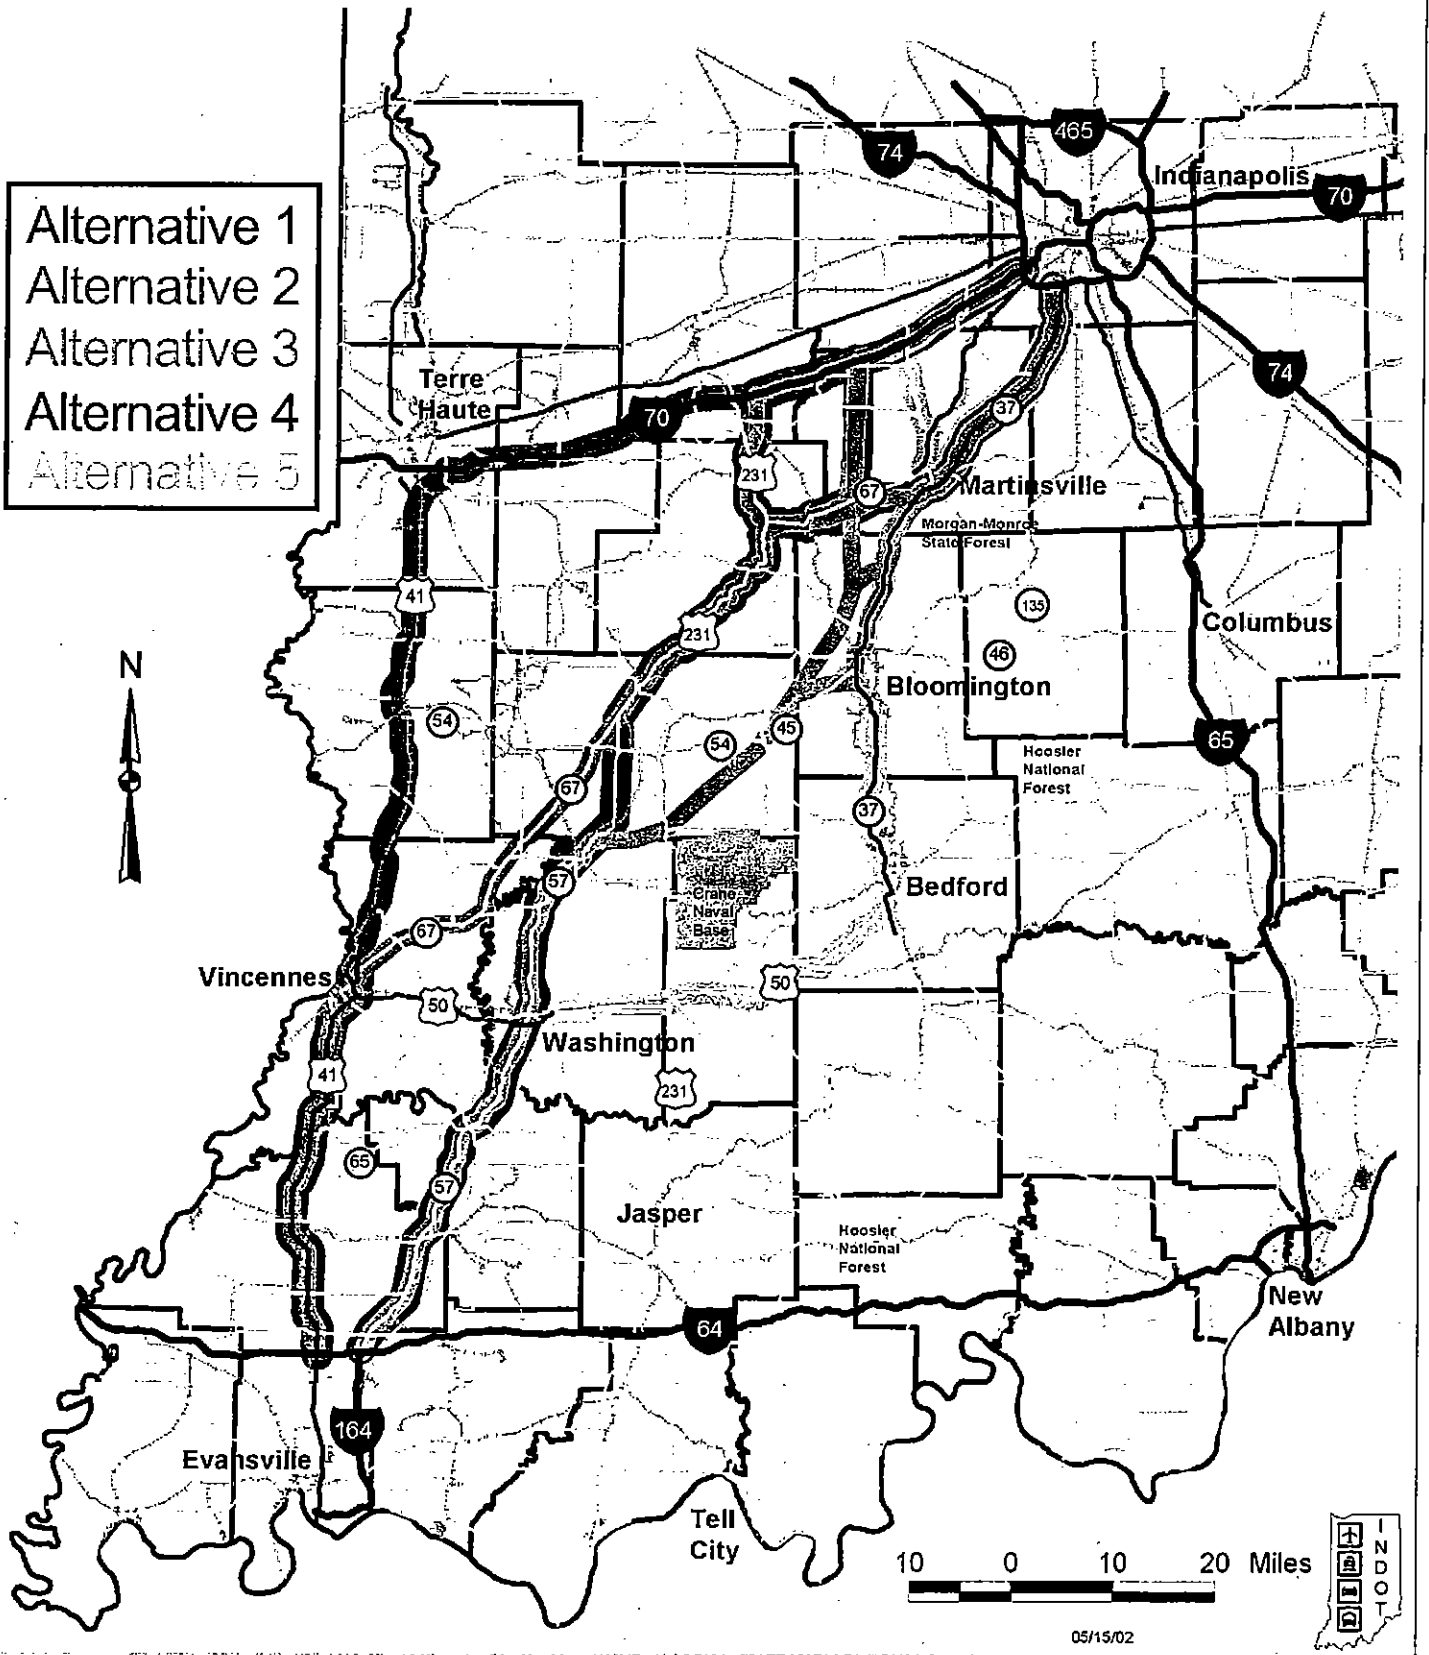 Alternative 1
Alternative 2
Alternative 3
Alternative 4
Alternative 5
465
74
Indianapolis
70
74
Terre
Haute
70
37
231
67
Martinsville
Morgan-Monroe
State Forest
41
135
Columbus
231
46
N
Bloomington
54
54
45
65
Hoosier
National
Forest
67
37
57
Bedford
Crane
Naval
Base
67
Vincennes
50
50
Washington
41
231
65
57
Jasper
Hoosier
National
Forest
New
Albany
64
164
Evansville
Tell
City
10 0 10 20 Miles
INDOT
05/15/02